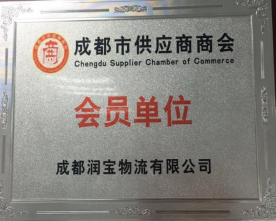 成都市供应商商会
Chengdu Supplier Chamber of Commerce
会员单位
成都润宝物流有限公司